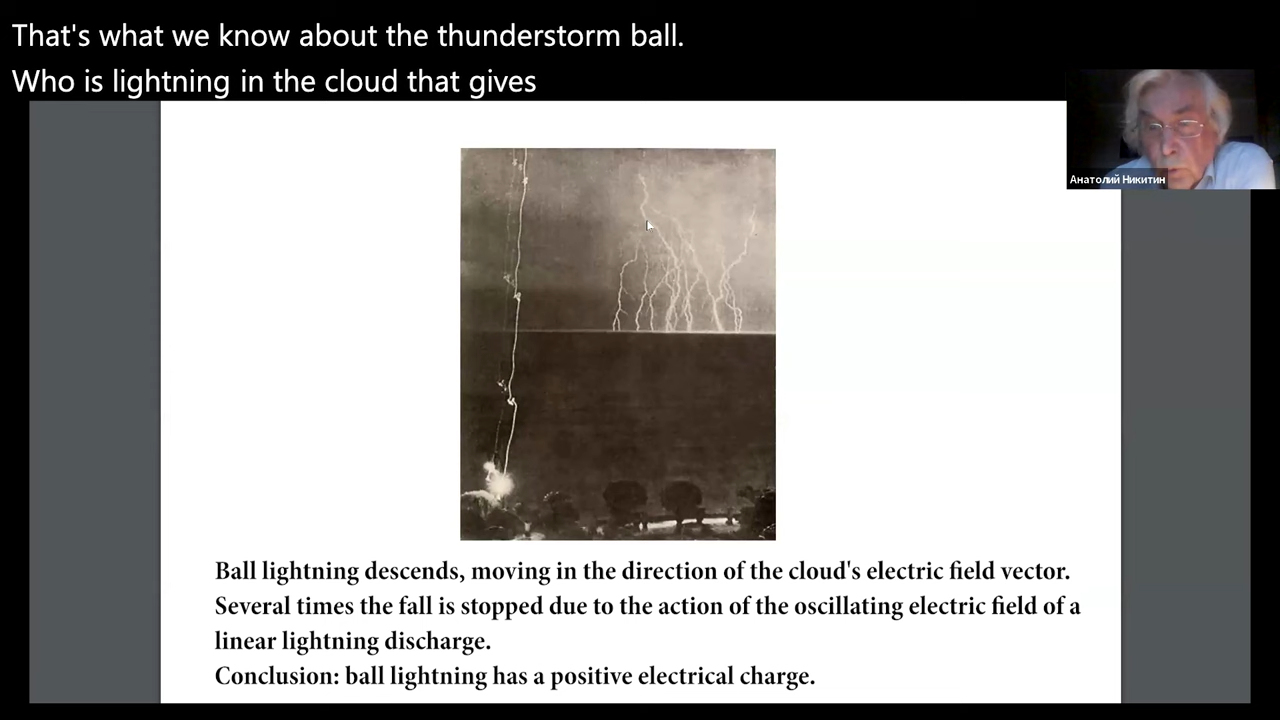 That's what we know about the thunderstorm ball.
Who is lightning in the cloud that gives
Анатолий Никитин
Ball lightning descends, moving in the direction of the cloud's electric field vector.
Several times the fall is stopped due to the action of the oscillating electric field of a
linear lightning discharge.
Conclusion: ball lightning has a positive electrical charge.